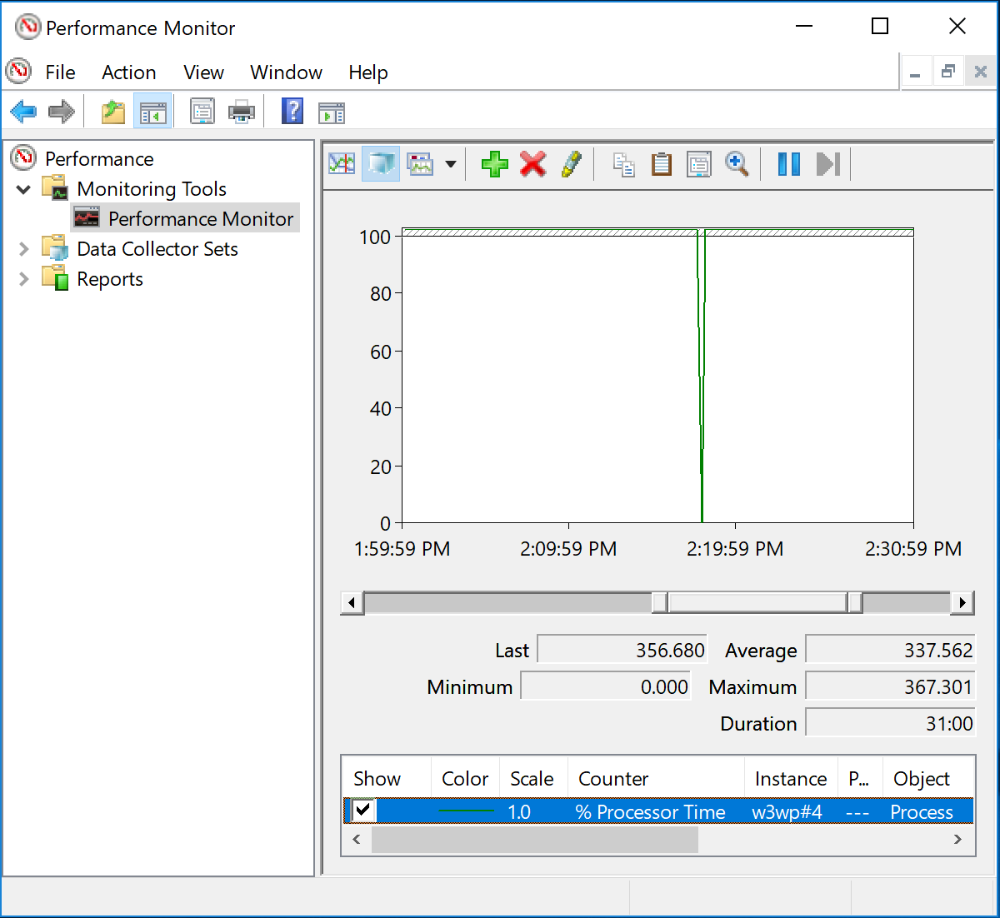 Performance Monitor
File Action View Window Help
Performance
Monitoring Tools
Performance Monitor
Data Collector Sets
Reports
100
80
60
40
20
0
1:59:59 PM 2:09:59 PM 2:19:59 PM 2:30:59 PM
Last 356.680 Average 337.562
Minimum 0.000 Maximum 367.301
Duration 31:00
Show Color Scale Counter Instance P... Object
1.0 % Processor Time w3wp#4 --- Process